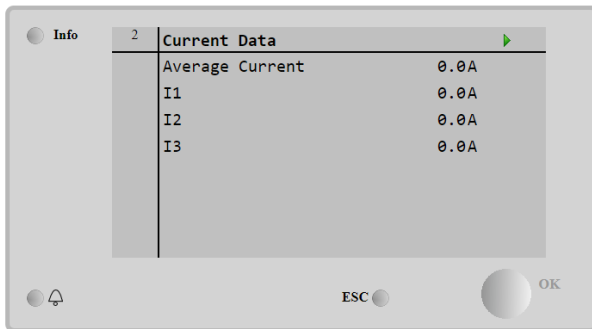 Info
2 Current Data
Average Current 0.0A
I1 0.0A
I2 0.0A
I3 0.0A
ESC
OK